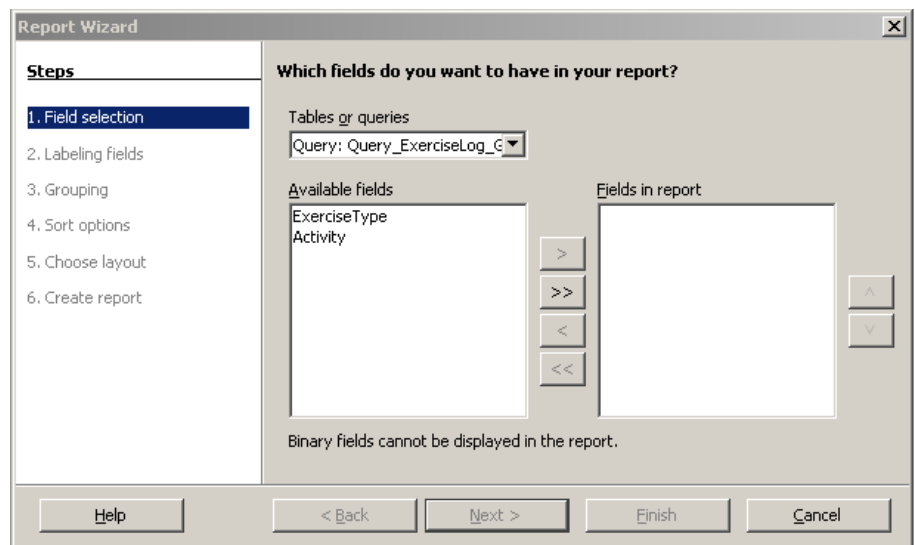 Report Wizard
Steps
1. Field selection
2. Labeling fields
3. Grouping
4. Sort options
5. Choose layout
6. Create report
Which fields do you want to have in your report?
Tables or queries
Query: Query_ExerciseLog_G
Available fields
ExerciseType
Activity
>
>>
<
<<
Fields in report
^
v
Binary fields cannot be displayed in the report.
Help
< Back
Next >
Finish
Cancel